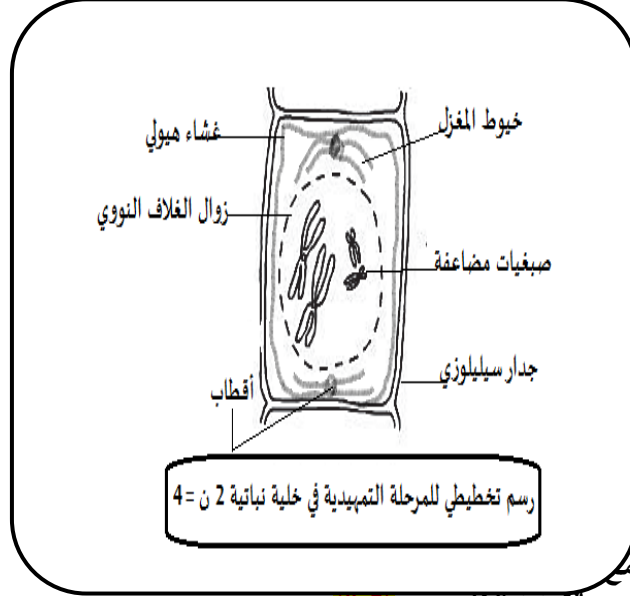 خيوط المغزل
غشاء هيولي
زوال الغلاف النووي
صبغيات مضاعفة
جدار سيليلوزي
أقطاب
رسم تخطيطي للمرحلة التمهيدية في خلية نباتية 2 ن = 4